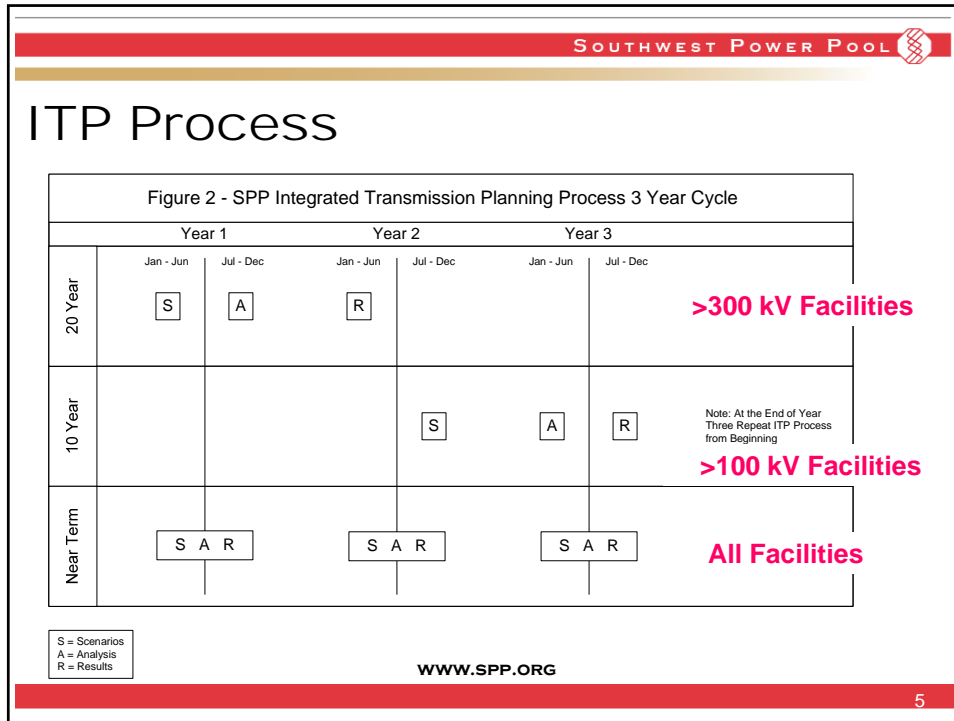 SOUTHWEST POWER POOL
ITP Process
Figure 2 - SPP Integrated Transmission Planning Process 3 Year Cycle
Year 1 Year 2 Year 3
Jan - Jun Jul - Dec Jan - Jun Jul - Dec Jan - Jun Jul - Dec
20 Year
S A R
>300 kV Facilities
10 Year
S A R
Note: At the End of Year
Three Repeat ITP Process
from Beginning
>100 kV Facilities
Near Term
S A R S A R S A R
All Facilities
S = Scenarios
A = Analysis
R = Results
WWW.SPP.ORG
5